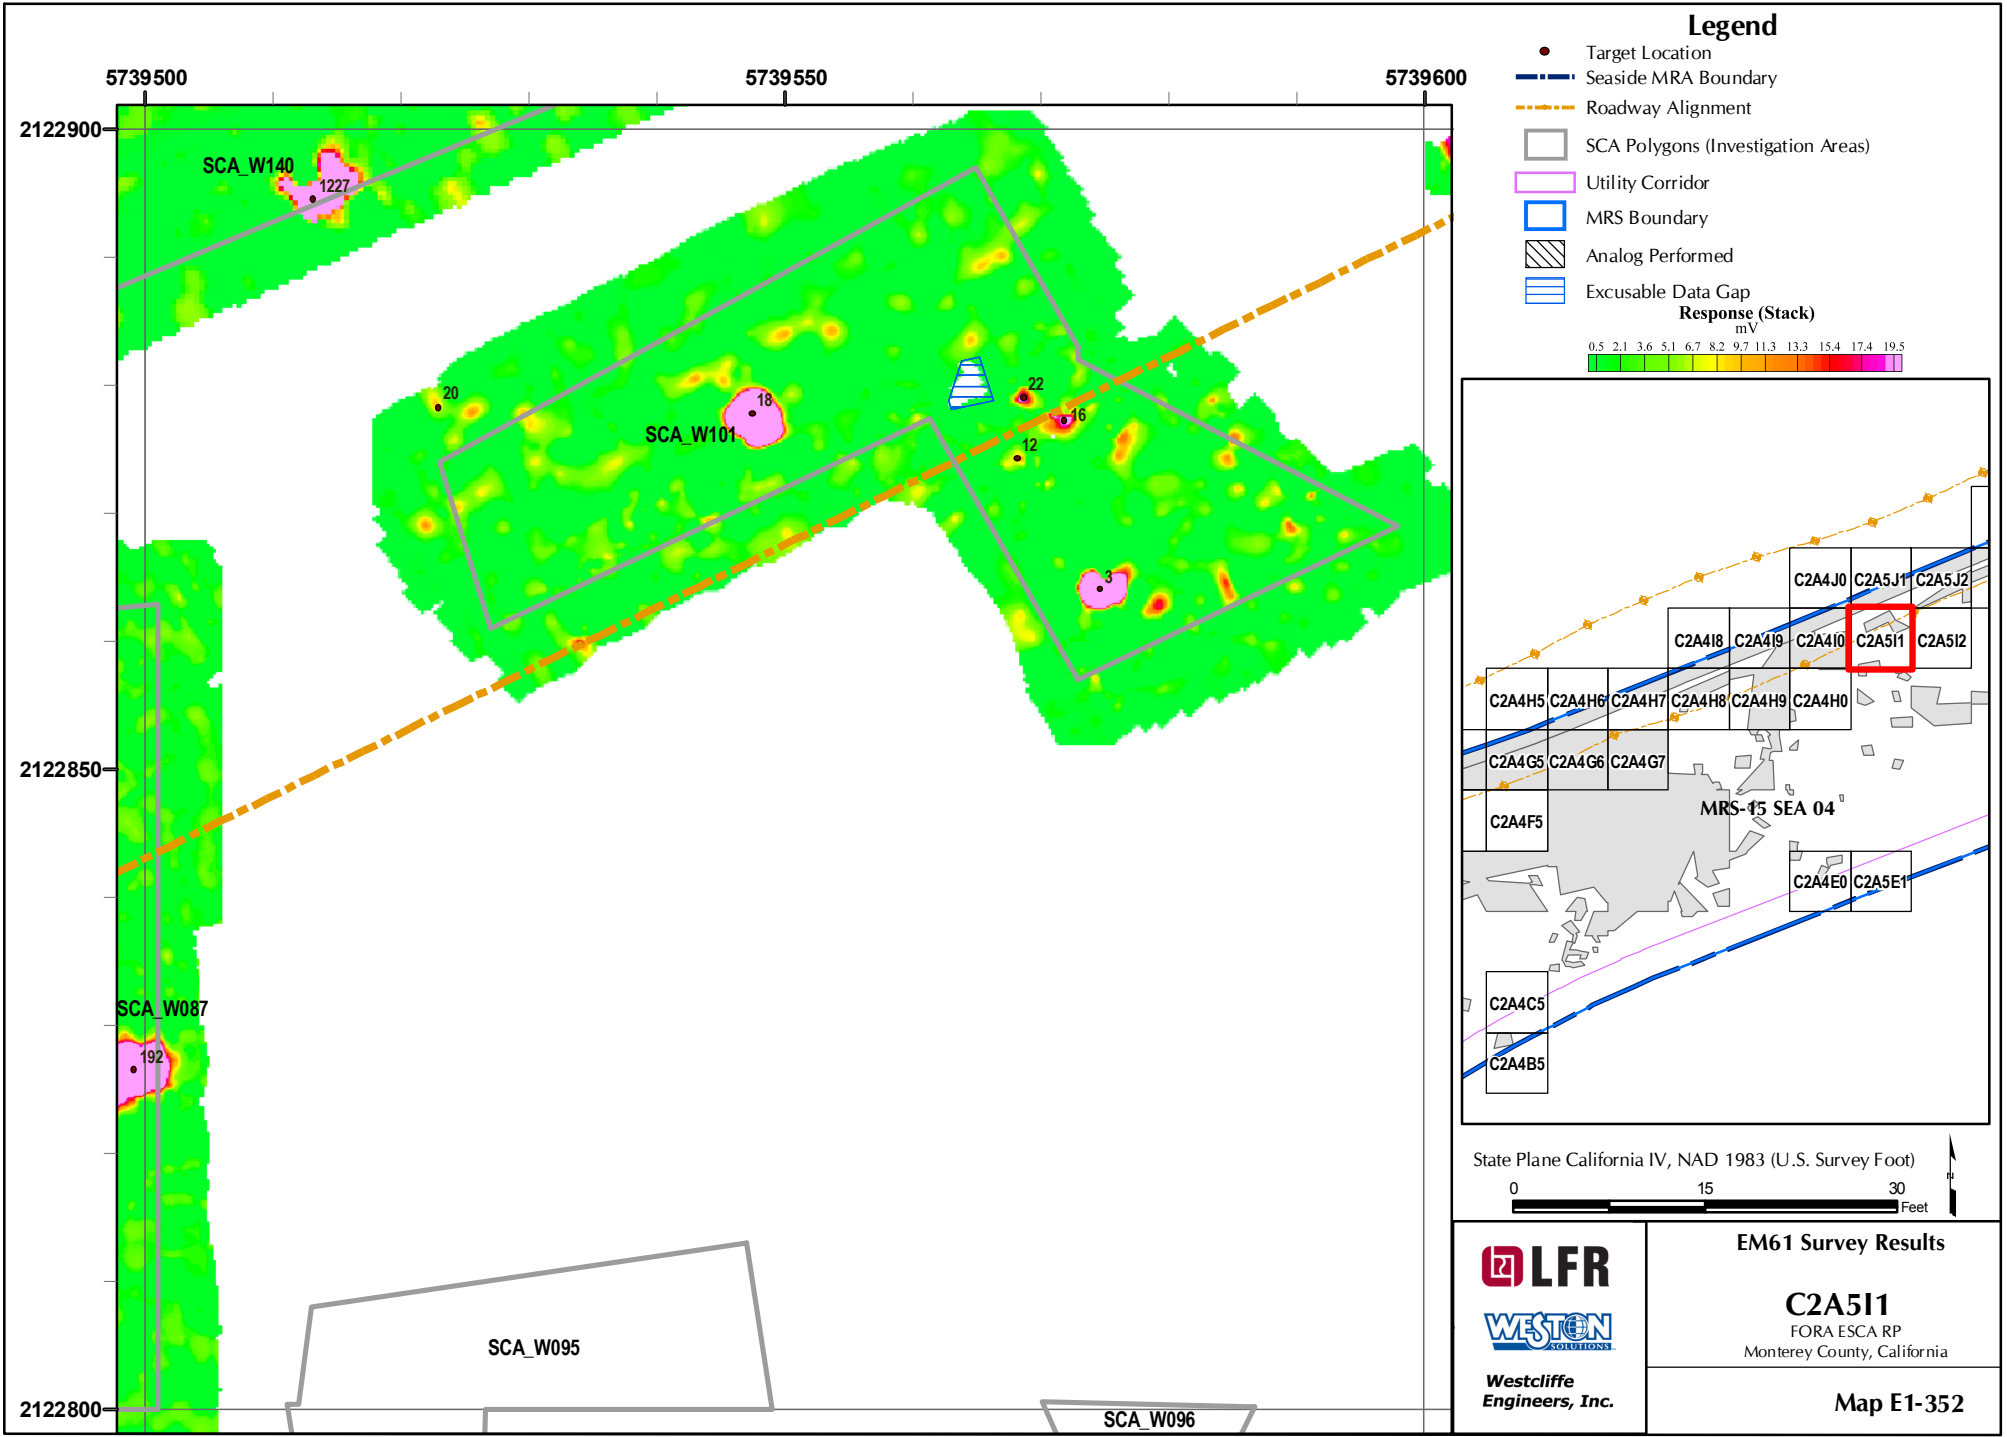 5739500
5739550
5739600
2122900
2122850
2122800
SCA_W140
1227
20
18
SCA_W101
22
16
12
3
SCA_W087
192
SCA_W095
SCA_W096
Legend
Target Location
Seaside MRA Boundary
Roadway Alignment
SCA Polygons (Investigation Areas)
Utility Corridor
MRS Boundary
Analog Performed
Excusable Data Gap
Response (Stack)
mV
0.5 2.1 3.6 5.1 6.7 8.2 9.7 11.3 13.3 15.4 17.4 19.5
C2A4J0 C2A5J1 C2A5J2
C2A4I8 C2A4I9 C2A4I0 C2A5I1 C2A5I2
C2A4H5 C2A4H6 C2A4H7 C2A4H8 C2A4H9 C2A4H0
C2A4G5 C2A4G6 C2A4G7
MRS-15 SEA 04
C2A4F5
C2A4E0 C2A5E1
C2A4C5
C2A4B5
State Plane California IV, NAD 1983 (U.S. Survey Foot)
0 15 30
Feet
N
LFR
WESTON
SOLUTIONS
Westcliffe
Engineers, Inc.
EM61 Survey Results
C2A5I1
FORA ESCA RP
Monterey County, California
Map E1-352